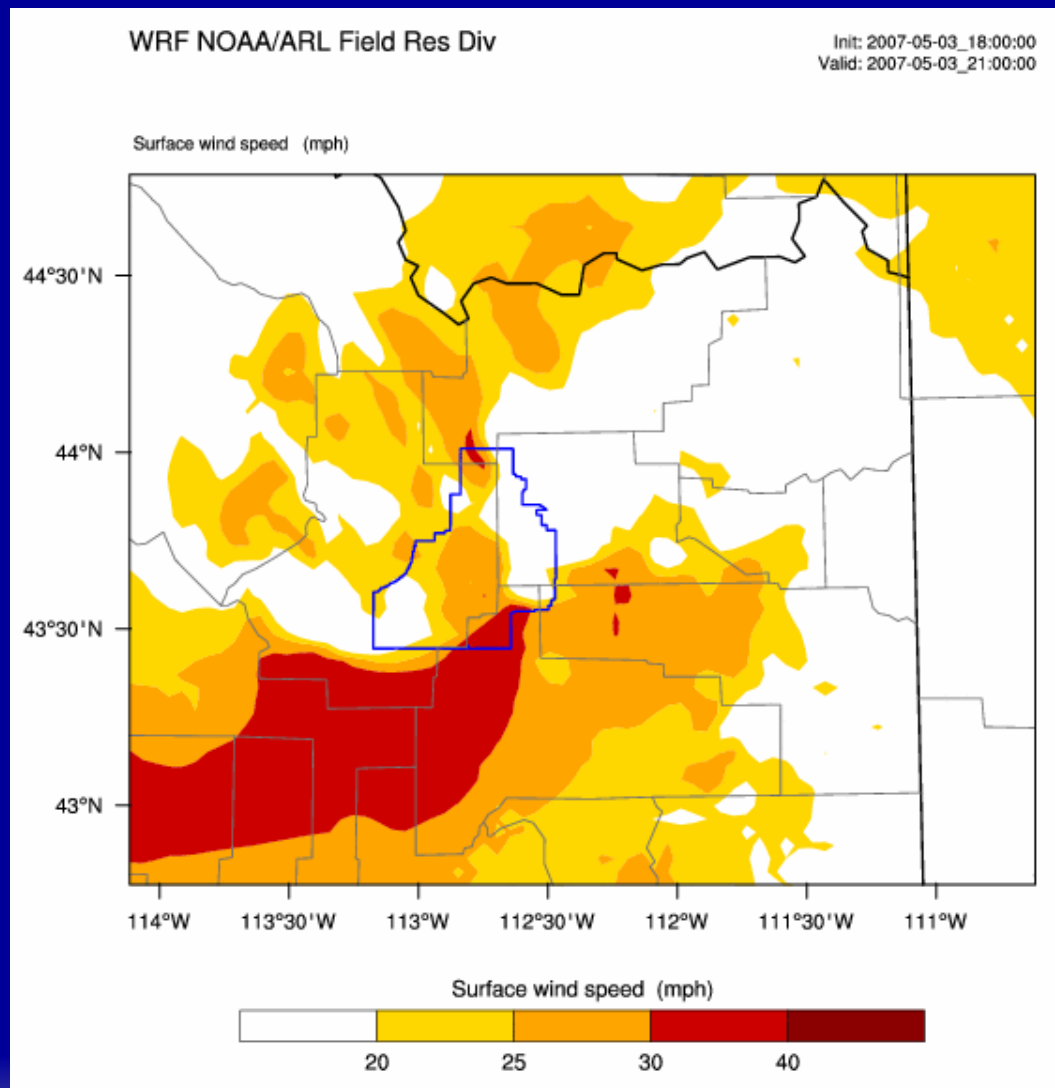 WRF NOAA/ARL Field Res Div
Init: 2007-05-03_18:00:00
Valid: 2007-05-03_21:00:00
Surface wind speed (mph)
44°30'N
44°N
43°30'N
43°N
114°W 113°30'W 113°W 112°30'W 112°W 111°30'W 111°W
Surface wind speed (mph)
20 25 30 40